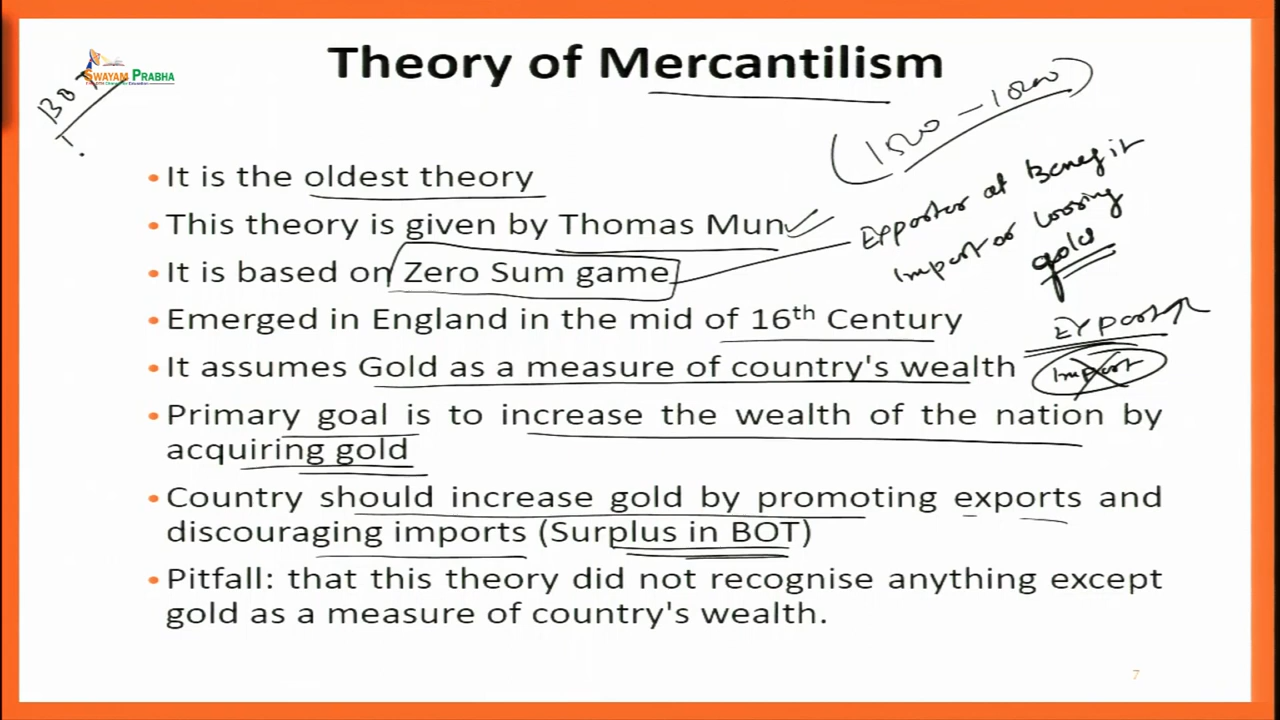 Theory of Mercantilism
SWAYAM PRABHA
BOT
(1500 - 1800)
• It is the oldest theory
• This theory is given by Thomas Mun
Exporter at Benefit
Importer loosing
gold
• It is based on Zero Sum game
• Emerged in England in the mid of 16th Century
Export
• It assumes Gold as a measure of country's wealth
Import
• Primary goal is to increase the wealth of the nation by
acquiring gold
• Country should increase gold by promoting exports and
discouraging imports (Surplus in BOT)
• Pitfall: that this theory did not recognise anything except
gold as a measure of country's wealth.
7